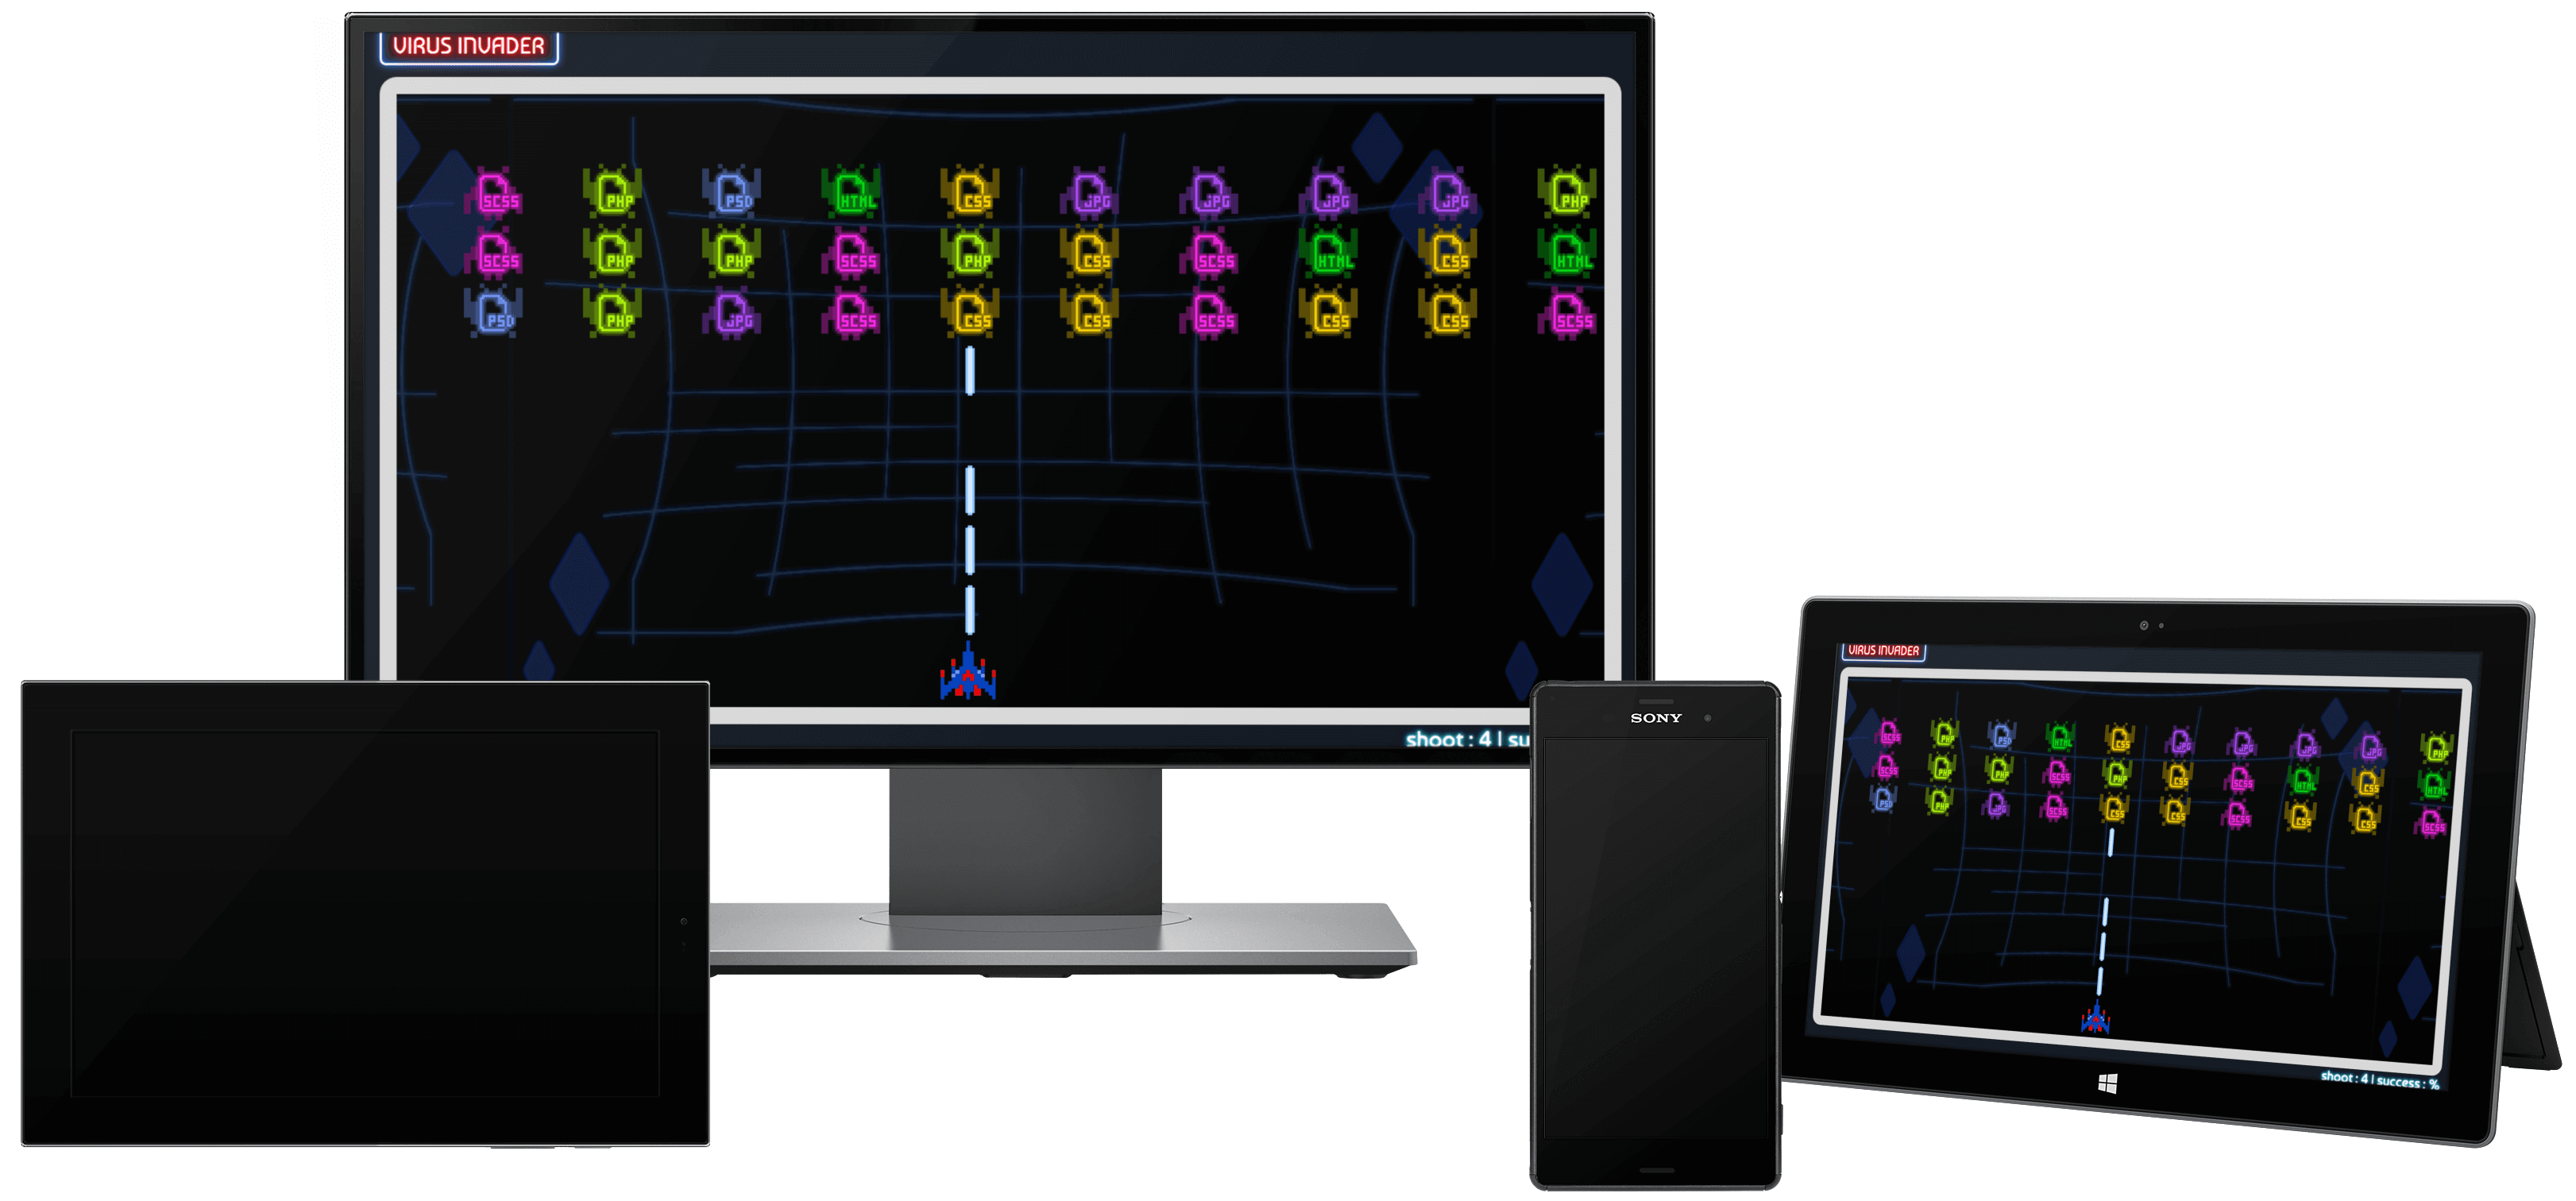 VIRUS INVADER
SCSS PHP PSD HTML CSS JPG JPG JPG JPG PHP
SCSS PHP PHP SCSS PHP CSS SCSS HTML CSS HTML
PSD PHP JPG SCSS CSS CSS SCSS CSS CSS SCSS
shoot : 4 | su
SONY
VIRUS INVADER
SCSS PHP PSD HTML CSS JPG JPG JPG JPG PHP
SCSS PHP PHP SCSS PHP CSS SCSS HTML CSS HTML
PSD PHP JPG SCSS CSS CSS SCSS CSS CSS SCSS
shoot : 4 | success : %